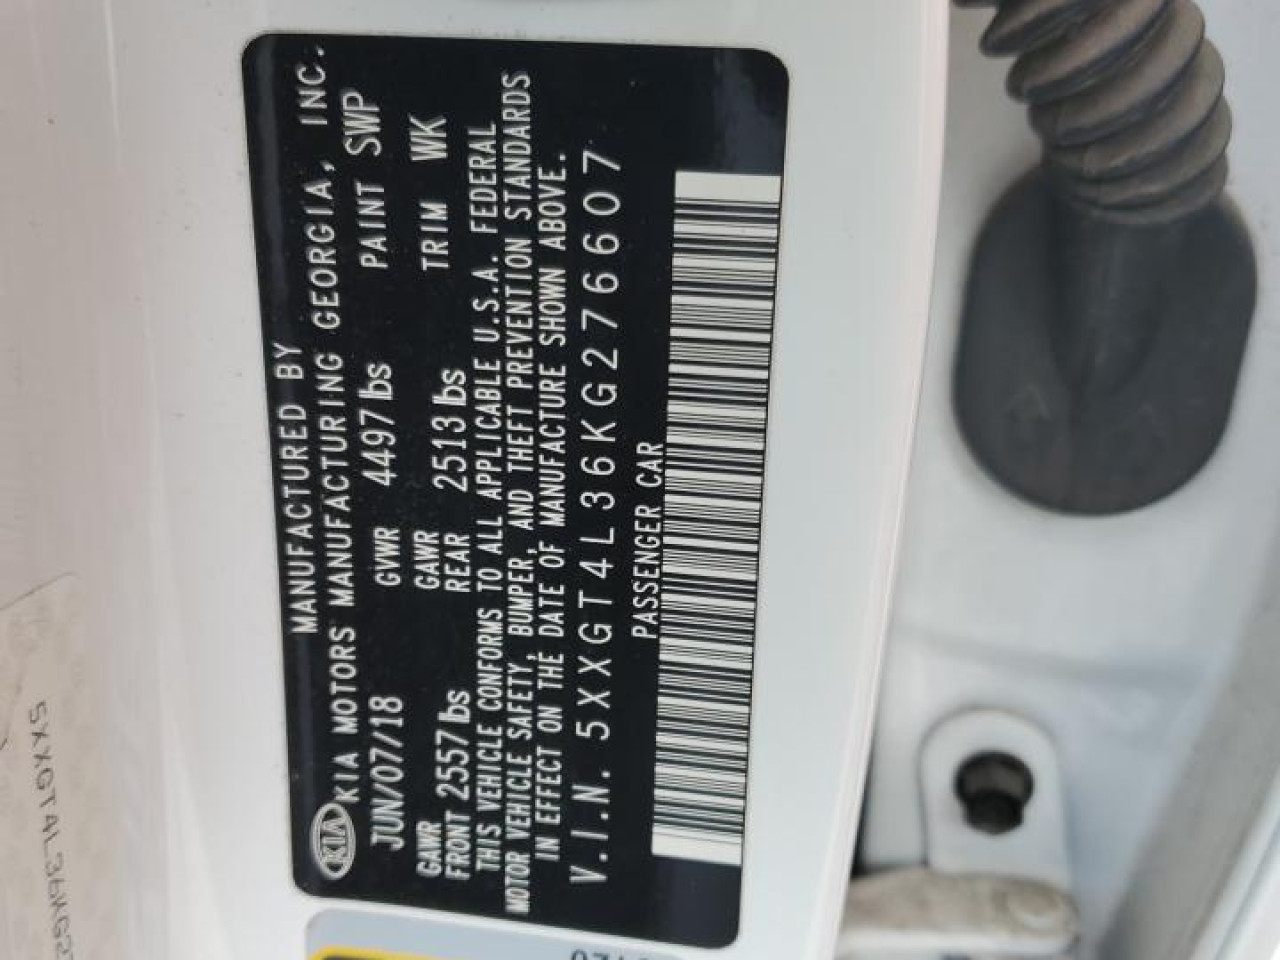 MANUFACTURED BY
KIA KIA MOTORS MANUFACTURING GEORGIA, INC.
JUN/07/18 GVWR 4497 lbs PAINT SWP
GAWR FRONT 2557 lbs GAWR REAR 2513 lbs TRIM WK
THIS VEHICLE CONFORMS TO ALL APPLICABLE U.S.A. FEDERAL
MOTOR VEHICLE SAFETY, BUMPER, AND THEFT PREVENTION STANDARDS
IN EFFECT ON THE DATE OF MANUFACTURE SHOWN ABOVE.
V.I.N. 5XXGT4L36KG276607
PASSENGER CAR